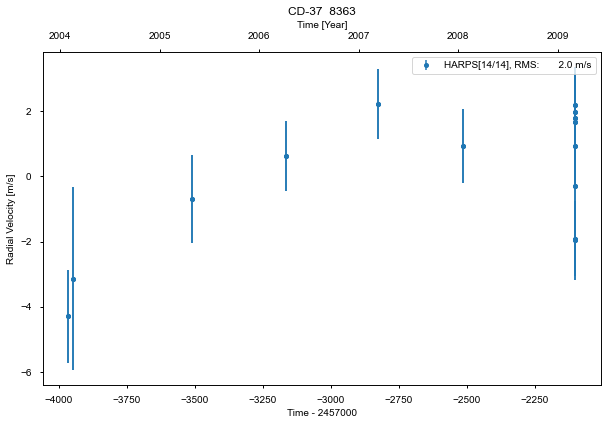 CD-37  8363
Time [Year]
2004 2005 2006 2007 2008 2009
HARPS[14/14], RMS:      2.0 m/s
Radial Velocity [m/s]
2
0
−2
−4
−6
−4000 −3750 −3500 −3250 −3000 −2750 −2500 −2250
Time - 2457000